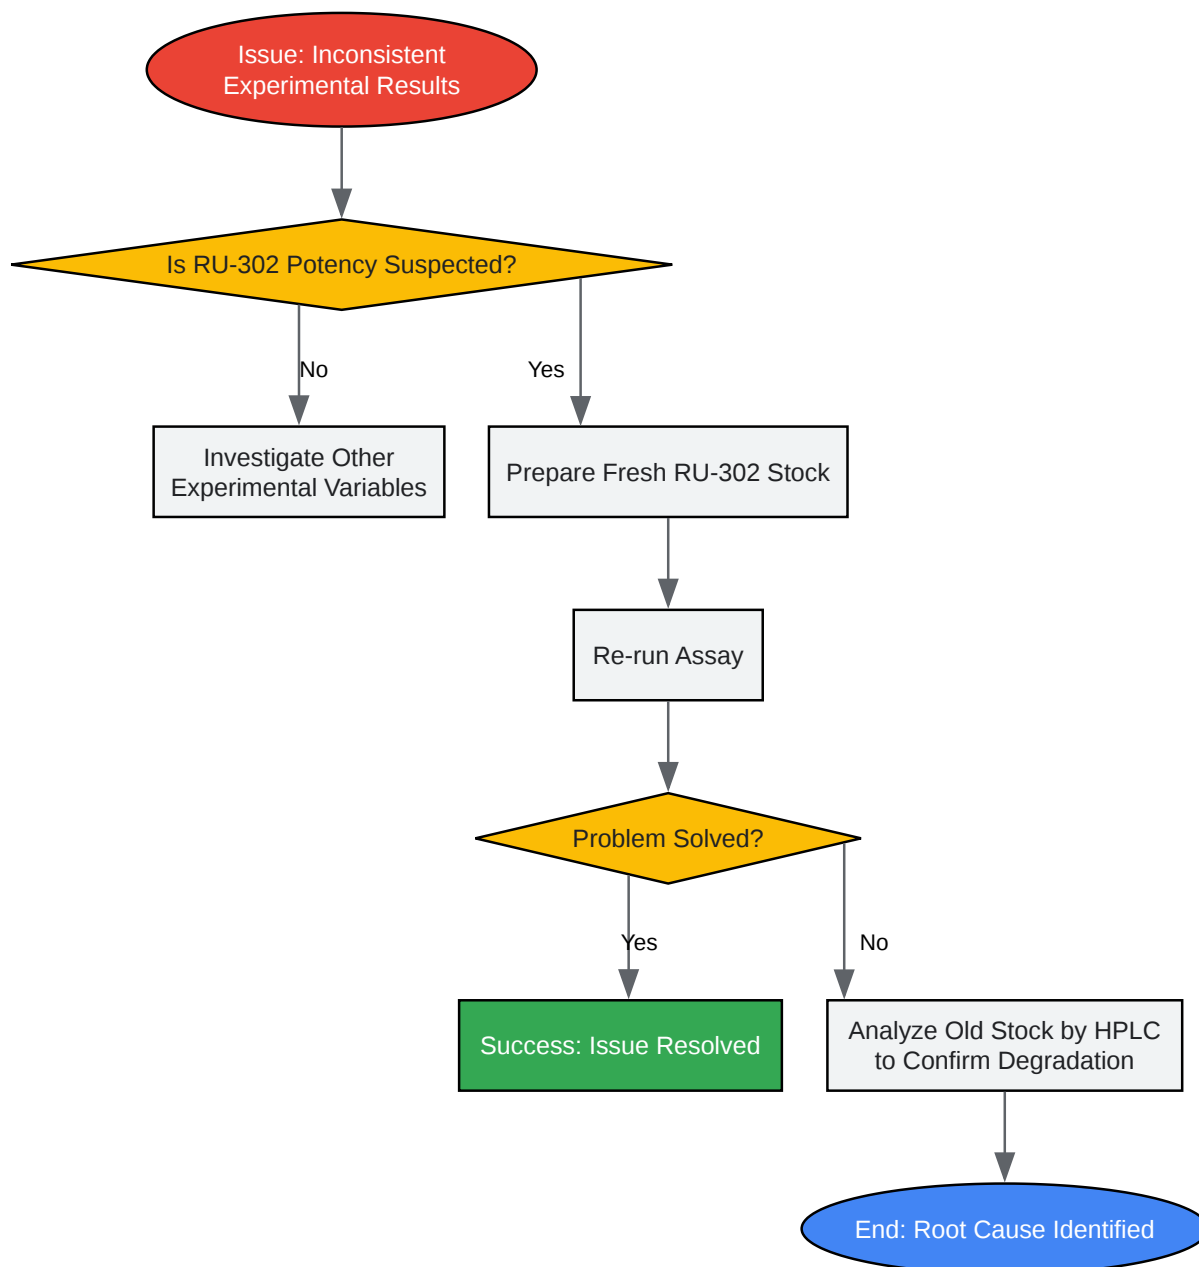 Issue: Inconsistent
Experimental Results
Is RU-302 Potency Suspected?
No
Yes
Investigate Other
Experimental Variables
Prepare Fresh RU-302 Stock
Re-run Assay
Problem Solved?
Yes
No
Success: Issue Resolved
Analyze Old Stock by HPLC
to Confirm Degradation
End: Root Cause Identified